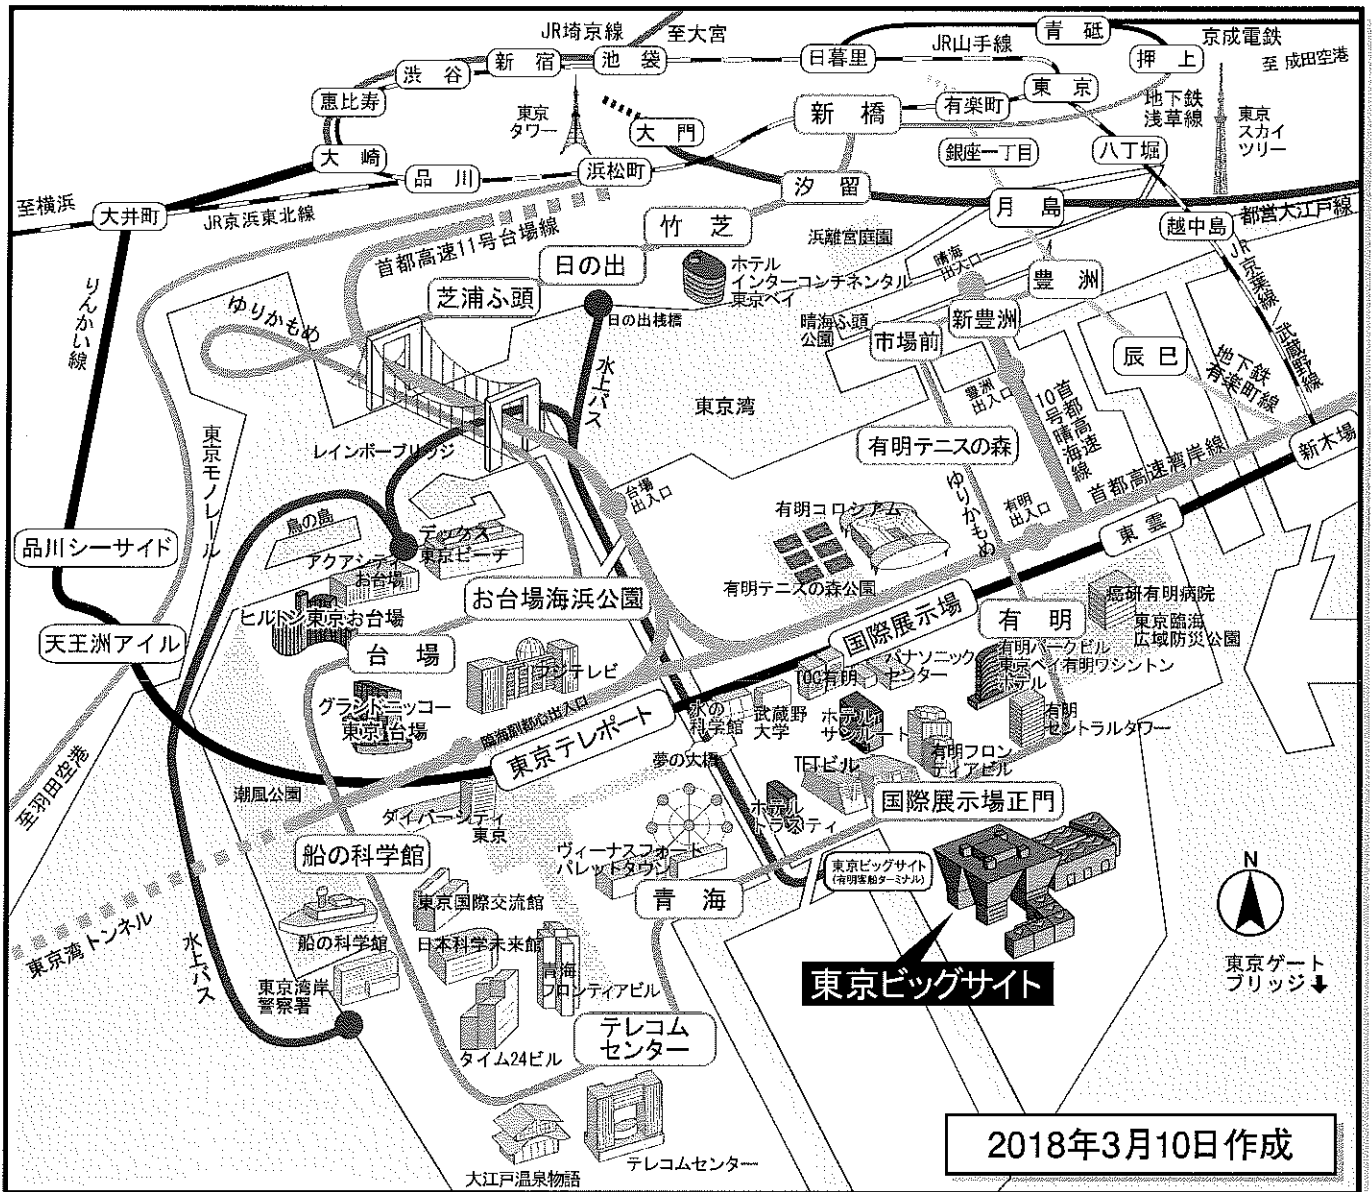 JR埼京線
至大宮
青砥
京成電鉄
至 成田空港
新宿
池袋
日暮里
JR山手線
押上
渋谷
恵比寿
東京
タワー
大門
新橋
有楽町
東京
地下鉄
浅草線
東京
スカイ
ツリー
大崎
品川
浜松町
銀座一丁目
八丁堀
至横浜
大井町
JR京浜東北線
汐留
月島
越中島
都営大江戸線
竹芝
浜離宮庭園
首都高速11号台場線
日の出
ホテル
インターコンチネンタル
東京ベイ
晴海
出入口
豊洲
JR京葉線/武蔵野線
りんかい線
ゆりかもめ
芝浦ふ頭
日の出桟橋
晴海ふ頭
公園
新豊洲
市場前
辰巳
地下鉄
有楽町線
水上バス
東京湾
豊洲
出入口
首都高速
10号晴海線
レインボーブリッジ
有明テニスの森
新木場
首都高速湾岸線
東京モノレール
台場
出入口
ゆりかもめ
有明
出入口
東雲
品川シーサイド
鳥の島
デックス
東京ビーチ
有明コロシアム
アクアシティ
お台場
お台場海浜公園
有明テニスの森公園
国際展示場
有明
癌研有明病院
東京臨海
広域防災公園
ヒルトン東京お台場
天王洲アイル
台場
フジテレビ
TOC有明
パナソニック
センター
有明パークビル
東京ベイ有明ワシントン
ホテル
グランドニッコー
東京 台場
臨海副都心出入口
東京テレポート
水の
科学館
武蔵野
大学
ホテル
サンルート
有明フロン
ティアビル
有明
セントラルタワー
至羽田空港
潮風公園
夢の大橋
TFTビル
ダイバーシティ
東京
ホテル
トラスティ
国際展示場正門
船の科学館
ヴィーナスフォート
パレットタウン
東京ビッグサイト
(有明客船ターミナル)
東京国際交流館
青海
N
東京湾トンネル
水上バス
船の科学館
日本科学未来館
東京ビッグサイト
東京ゲート
ブリッジ⬇
東京湾岸
警察署
青海
フロンティアビル
タイム24ビル
テレコム
センター
2018年3月10日作成
大江戸温泉物語
テレコムセンター